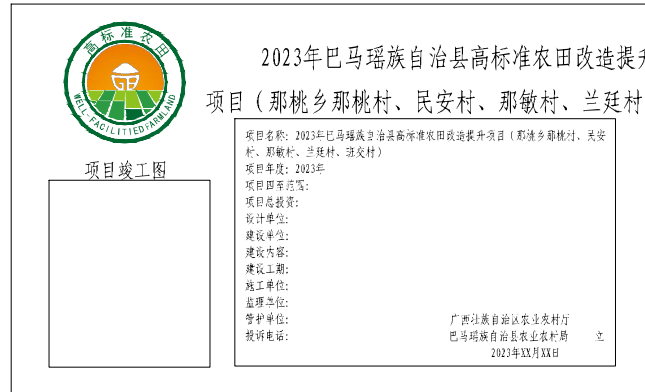 高标准农田
WELL-FACILITIED FARMLAND
2023年巴马瑶族自治县高标准农田改造提升
项目（那桃乡那桃村、民安村、那敏村、兰廷村
项目竣工图
项目名称：2023年巴马瑶族自治县高标准农田改造提升项目（那桃乡那桃村、民安
村、那敏村、兰廷村、班交村）
项目年度：2023年
项目四至范围：
项目总投资：
设计单位：
建设单位：
建设内容：
建设工期：
施工单位：
监理单位：
管护单位：
投诉电话：
广西壮族自治区农业农村厅
巴马瑶族自治县农业农村局 立
2023年XX月XX日